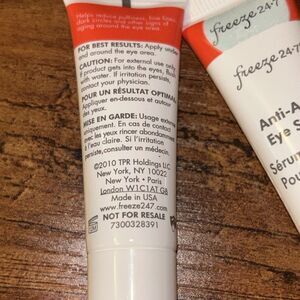 Helps reduce puffiness, fine lines,
dark circles and other signs of
aging around the eye area.
FOR BEST RESULTS: Apply under
and around the eye area.
CAUTION: For external use only.
If product gets into the eyes, flush
with water. If irritation persists,
contact your physician.
POUR UN RÉSULTAT OPTIMAL:
Appliquer en-dessous et autour
des yeux.
MISE EN GARDE: Usage externe
uniquement. En cas de contact
avec les yeux rincer abondamment
à l'eau claire. Si l'irritation
persiste, consulter un médecin.
©2010 TPR Holdings LLC
New York, NY 10022
New York • Paris
London W1C1AT GB
Made in USA
www.freeze247.com
NOT FOR RESALE
7300328391
freeze 24·7
freeze 24·7
Anti-A
Eye S
Sérum
Pou